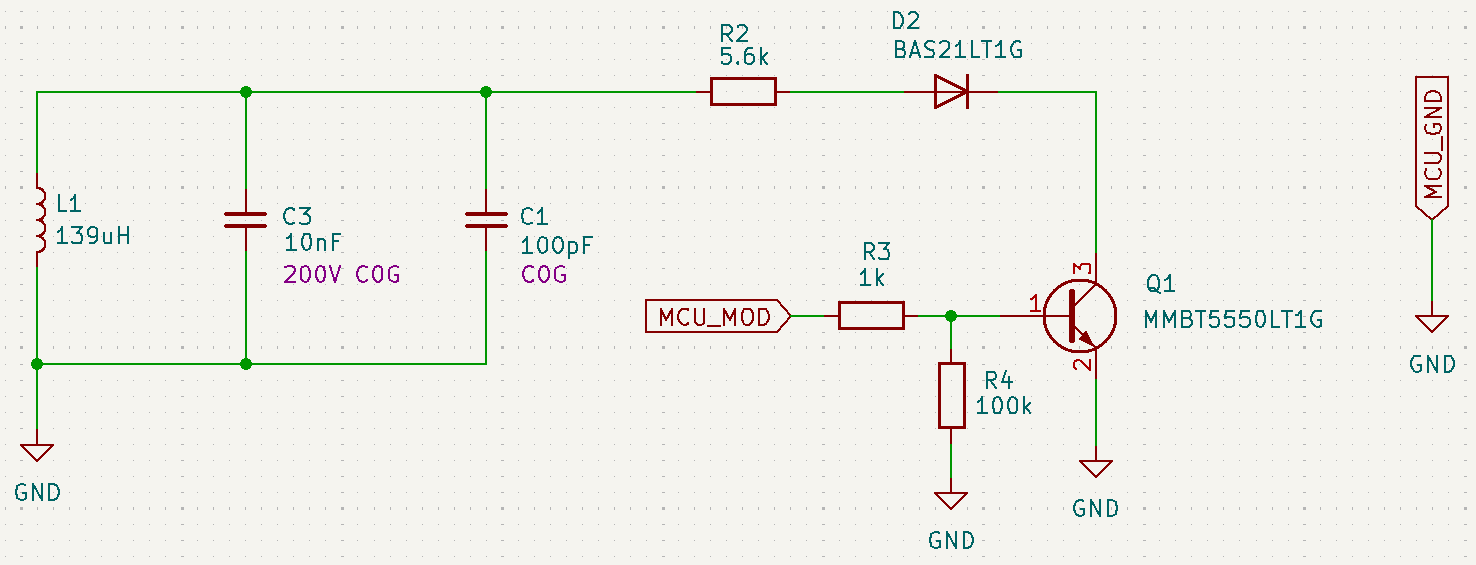 D2
BAS21LT1G
R2
5.6k
MCU_GND
L1
139uH
C3
10nF
200V C0G
C1
100pF
C0G
R3
1k
MCU_MOD
1
3
2
Q1
MMBT5550LT1G
R4
100k
GND
GND
GND
GND